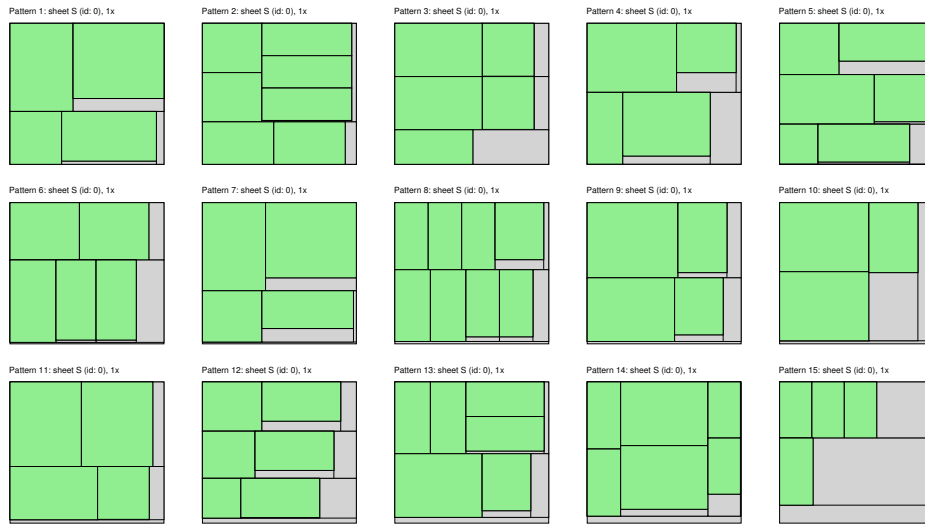 Pattern 1: sheet S (id: 0), 1x
Pattern 2: sheet S (id: 0), 1x
Pattern 3: sheet S (id: 0), 1x
Pattern 4: sheet S (id: 0), 1x
Pattern 5: sheet S (id: 0), 1x
Pattern 6: sheet S (id: 0), 1x
Pattern 7: sheet S (id: 0), 1x
Pattern 8: sheet S (id: 0), 1x
Pattern 9: sheet S (id: 0), 1x
Pattern 10: sheet S (id: 0), 1x
Pattern 11: sheet S (id: 0), 1x
Pattern 12: sheet S (id: 0), 1x
Pattern 13: sheet S (id: 0), 1x
Pattern 14: sheet S (id: 0), 1x
Pattern 15: sheet S (id: 0), 1x